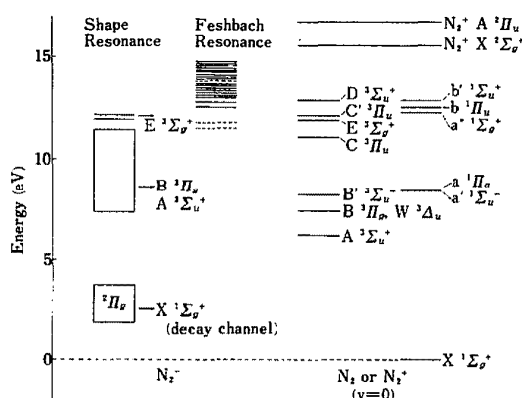 Shape Resonance
Feshbach Resonance
N₂⁺ A ²Πᵤ
N₂⁺ X ²Σg⁺
15
D ³Σᵤ⁺
b' ¹Σᵤ⁺
C' ³Πᵤ
b ¹Πᵤ
E ³Σg⁺
E ³Σg⁺
a" ¹Σg⁺
C ³Πᵤ
10
Energy (eV)
B ³Πᵤ
A ³Σᵤ⁺
B' ³Σᵤ⁻
a ¹Πg
a' ¹Σᵤ⁻
B ³Πg, W ³Δᵤ
A ³Σᵤ⁺
5
²Πg
X ¹Σg⁺
(decay channel)
0
X ¹Σg⁺
N₂⁻
N₂ or N₂⁺
(v=0)